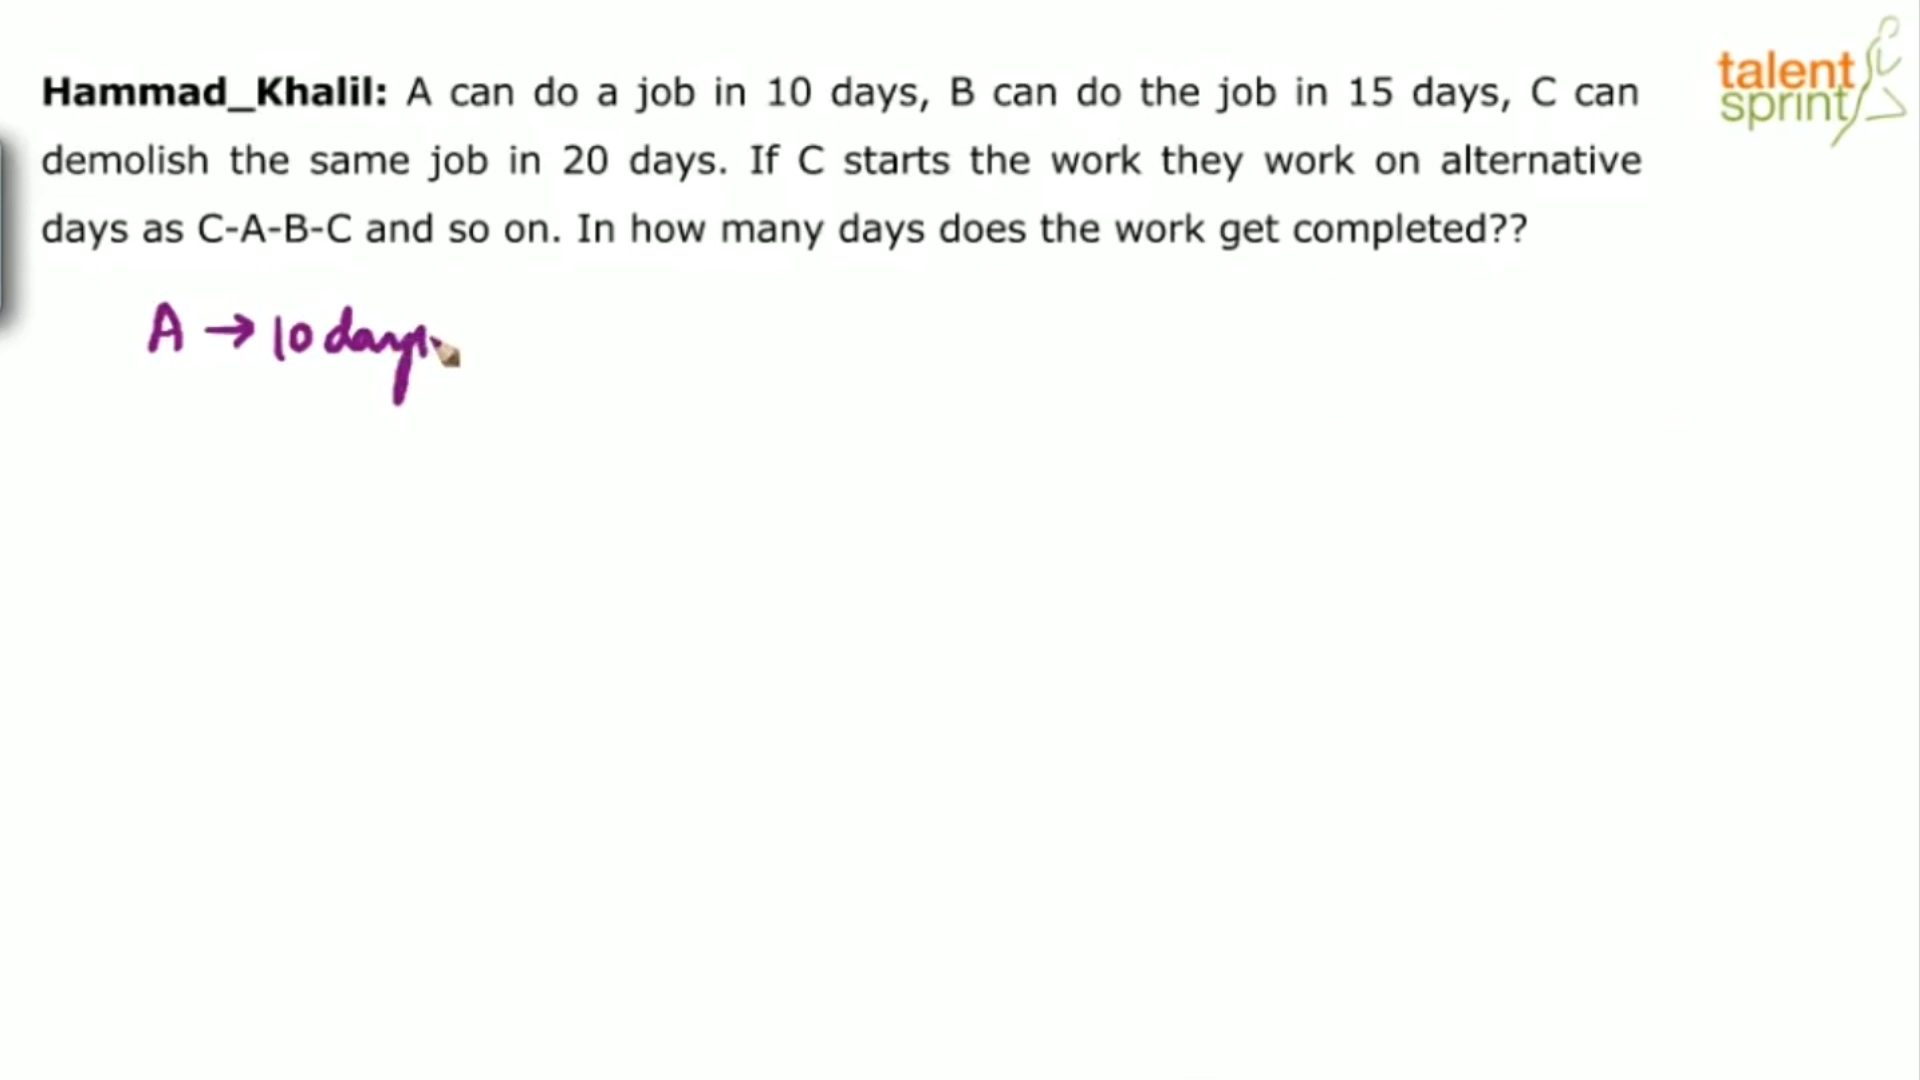 Hammad_Khalil: A can do a job in 10 days, B can do the job in 15 days, C can
demolish the same job in 20 days. If C starts the work they work on alternative
days as C-A-B-C and so on. In how many days does the work get completed??
talent
sprint
A → 10 days